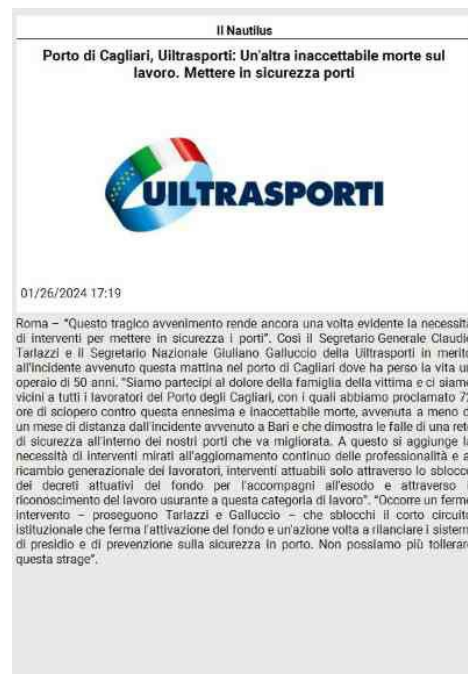 Il Nautilus
Porto di Cagliari, Uiltrasporti: Un'altra inaccettabile morte sul
lavoro. Mettere in sicurezza porti
UILTRASPORTI
01/26/2024 17:19
Roma – "Questo tragico avvenimento rende ancora una volta evidente la necessità
di interventi per mettere in sicurezza i porti". Così il Segretario Generale Claudio
Tarlazzi e il Segretario Nazionale Giuliano Galluccio della Uiltrasporti in merito
all'incidente avvenuto questa mattina nel porto di Cagliari dove ha perso la vita un
operaio di 50 anni. "Siamo partecipi al dolore della famiglia della vittima e ci siamo
vicini a tutti i lavoratori del Porto degli Cagliari, con i quali abbiamo proclamato 72
ore di sciopero contro questa ennesima e inaccettabile morte, avvenuta a meno di
un mese di distanza dall'incidente avvenuto a Bari e che dimostra le falle di una rete
di sicurezza all'interno dei nostri porti che va migliorata. A questo si aggiunge la
necessità di interventi mirati all'aggiornamento continuo delle professionalità e al
ricambio generazionale dei lavoratori, interventi attuabili solo attraverso lo sblocco
dei decreti attuativi del fondo per l'accompagni all'esodo e attraverso
riconoscimento del lavoro usurante a questa categoria di lavoro". "Occorre un fermo
intervento – proseguono Tarlazzi e Galluccio – che sblocchi il corto circuito
istituzionale che ferma l'attivazione del fondo e un'azione volta a rilanciare i sistemi
di presidio e di prevenzione sulla sicurezza in porto. Non possiamo più tollerare
questa strage".